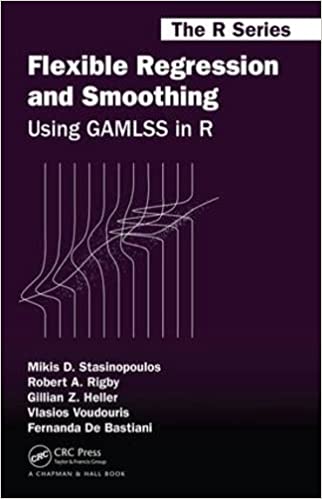 The R Series
Flexible Regression
and Smoothing
Using GAMLSS in R
Mikis D. Stasinopoulos
Robert A. Rigby
Gillian Z. Heller
Vlasios Voudouris
Fernanda De Bastiani
CRC
CRC Press
Taylor & Francis Group
A CHAPMAN & HALL BOOK